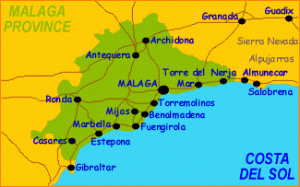 MALAGA
PROVINCE
Guadix
Granada
Archidona
Sierra Nevada
Antequera
Alpujarras
Torre del
Mar
Nerja
Almunecar
MALAGA
Salobrena
Ronda
Torremolinos
Mijas
Benalmadena
Marbella
Fuengirola
Casares
Estepona
COSTA
DEL SOL
Gibraltar